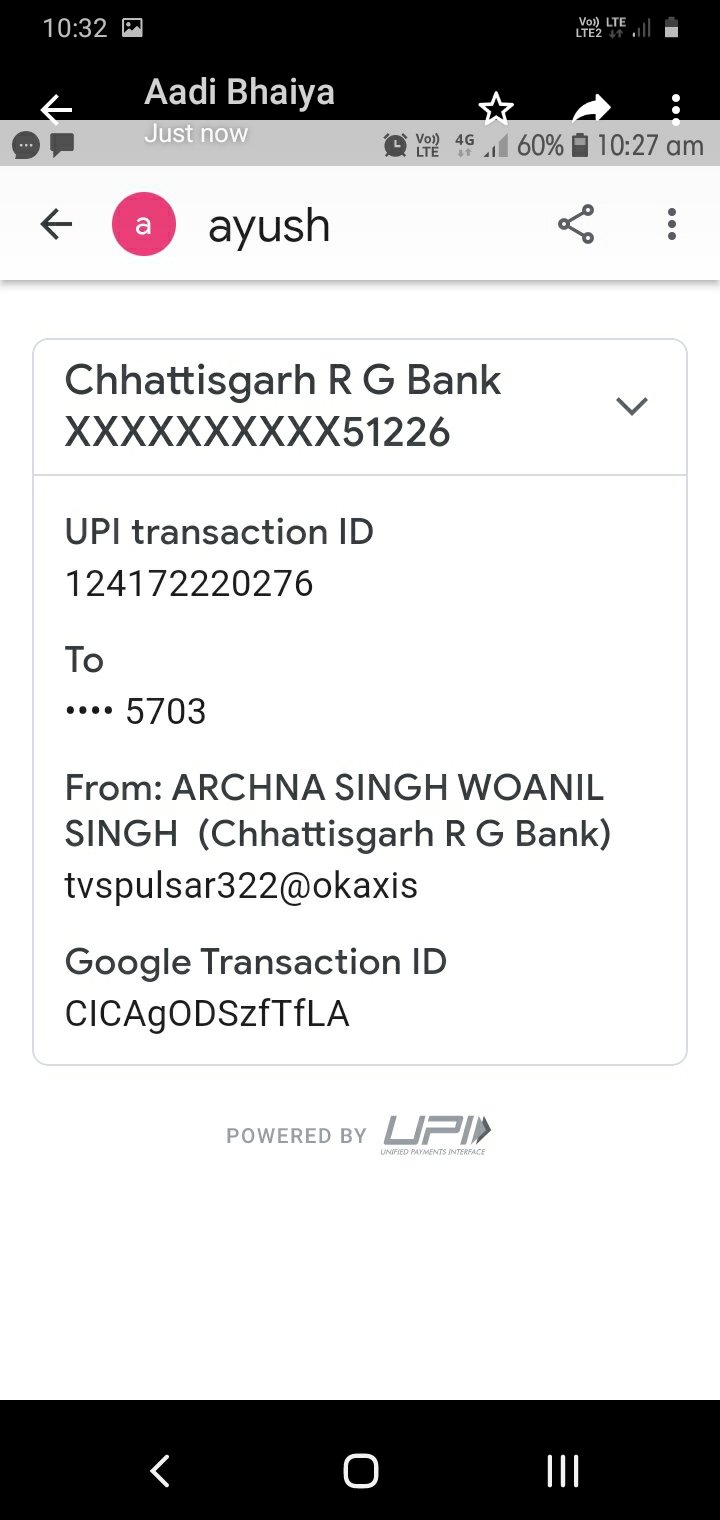 10:32
Vo)) LTE
LTE2
Aadi Bhaiya
Just now
Vo)) LTE 4G 60% 10:27 am
a ayush
Chhattisgarh R G Bank
XXXXXXXXXX51226
UPI transaction ID
124172220276
To
•••• 5703
From: ARCHNA SINGH WOANIL
SINGH (Chhattisgarh R G Bank)
tvspulsar322@okaxis
Google Transaction ID
CICAgODSzfTfLA
POWERED BY UPI
UNIFIED PAYMENTS INTERFACE